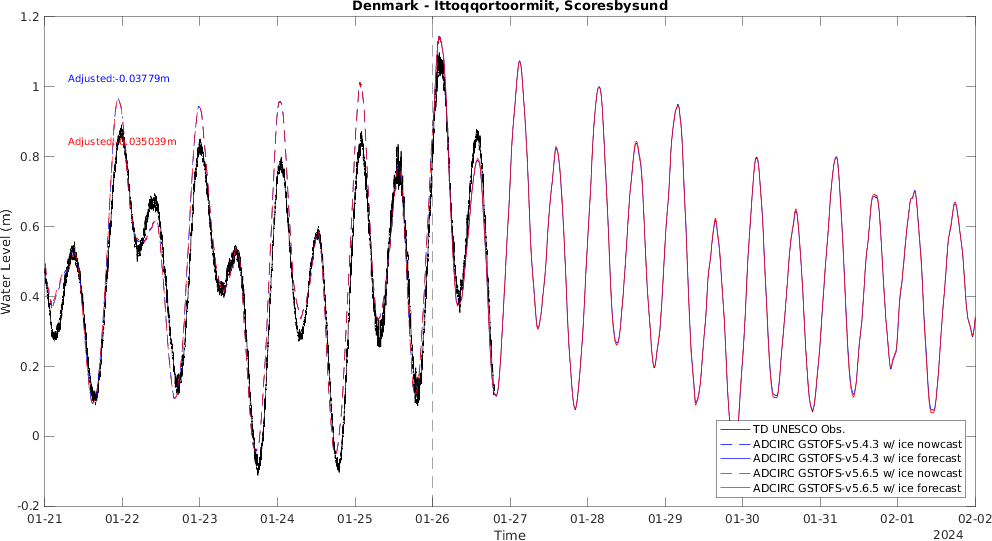 Denmark - Ittoqqortoormiit, Scoresbysund
1.2
1
0.8
0.6
0.4
0.2
0
-0.2
Water Level (m)
Adjusted:-0.03779m
Adjusted:-0.035039m
TD UNESCO Obs.
ADCIRC GSTOFS-v5.4.3 w/ ice nowcast
ADCIRC GSTOFS-v5.4.3 w/ ice forecast
ADCIRC GSTOFS-v5.6.5 w/ ice nowcast
ADCIRC GSTOFS-v5.6.5 w/ ice forecast
01-21 01-22 01-23 01-24 01-25 01-26 01-27 01-28 01-29 01-30 01-31 02-01 02-02
Time
2024